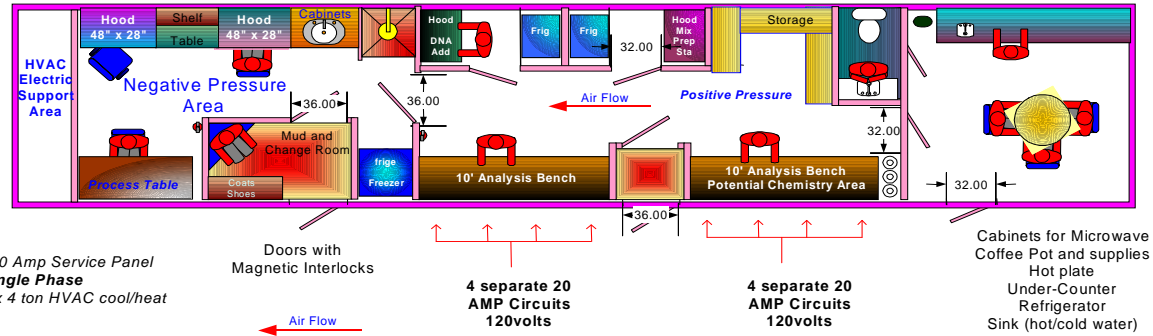 Hood
48" x 28"
Shelf
Table
Hood
48" x 28"
Cabinets
Hood
DNA
Add
Frig
Frig
32.00
Hood
Mix
Prep
Sta
Storage
HVAC
Electric
Support
Area
Negative Pressure
Area
36.00
36.00
Air Flow
Positive Pressure
32.00
Mud and
Change Room
Process Table
Coats
Shoes
frige
Freezer
10' Analysis Bench
36.00
10' Analysis Bench
Potential Chemistry Area
32.00
0 Amp Service Panel
ngle Phase
x 4 ton HVAC cool/heat
Doors with
Magnetic Interlocks
Air Flow
4 separate 20
AMP Circuits
120volts
4 separate 20
AMP Circuits
120volts
Cabinets for Microwave
Coffee Pot and supplies
Hot plate
Under-Counter
Refrigerator
Sink (hot/cold water)